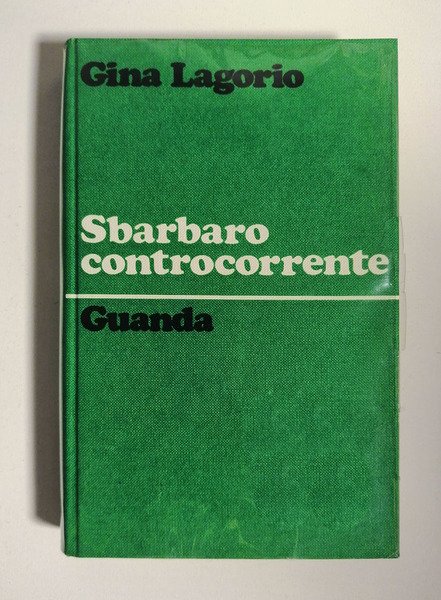 Gina Lagorio
Sbarbaro
controcorrente
Guanda